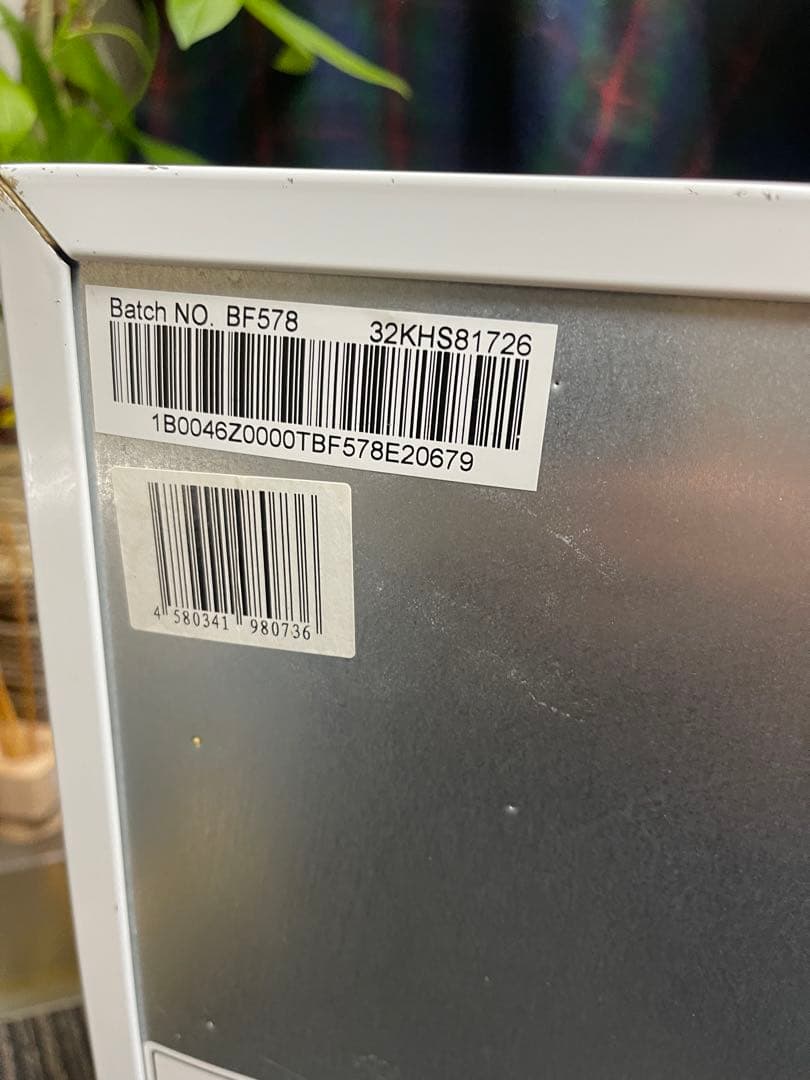 Batch NO. BF578 32KHS81726
1B0046Z0000TBF578E20679
4 580341 980736